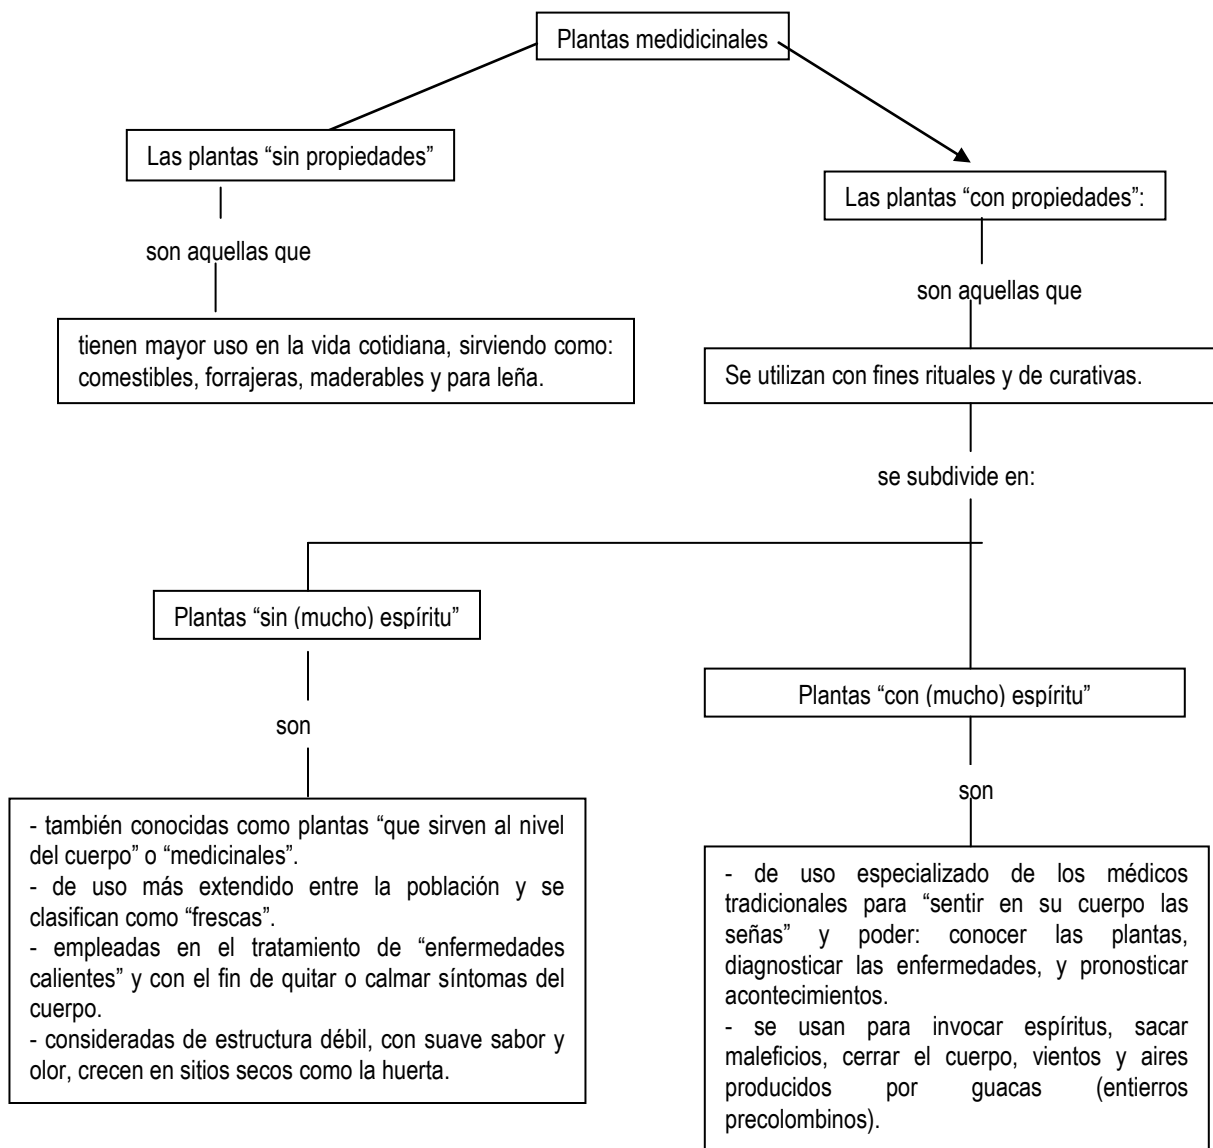 Plantas medidicinales
Las plantas “sin propiedades”
son aquellas que
tienen mayor uso en la vida cotidiana, sirviendo como:
comestibles, forrajeras, maderables y para leña.
Las plantas “con propiedades”:
son aquellas que
Se utilizan con fines rituales y de curativas.
se subdivide en:
Plantas “sin (mucho) espíritu”
son
- también conocidas como plantas “que sirven al nivel
del cuerpo” o “medicinales”.
- de uso más extendido entre la población y se
clasifican como “frescas”.
- empleadas en el tratamiento de “enfermedades
calientes” y con el fin de quitar o calmar síntomas del
cuerpo.
- consideradas de estructura débil, con suave sabor y
olor, crecen en sitios secos como la huerta.
Plantas “con (mucho) espíritu”
son
- de uso especializado de los médicos
tradicionales para “sentir en su cuerpo las
señas” y poder: conocer las plantas,
diagnosticar las enfermedades, y pronosticar
acontecimientos.
- se usan para invocar espíritus, sacar
maleficios, cerrar el cuerpo, vientos y aires
producidos por guacas (entierros
precolombinos).